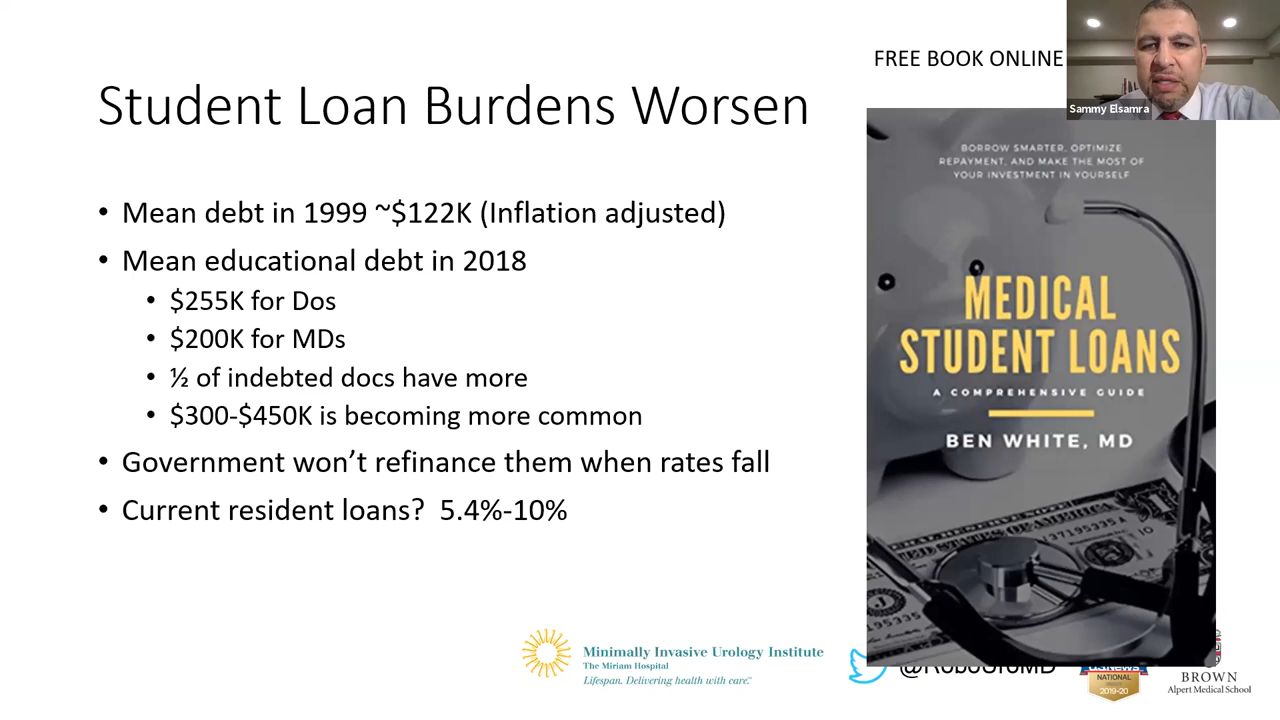 FREE BOOK ONLINE
Sammy Elsamra
Student Loan Burdens Worsen
• Mean debt in 1999 ~$122K (Inflation adjusted)
• Mean educational debt in 2018
• $255K for Dos
• $200K for MDs
• ½ of indebted docs have more
• $300-$450K is becoming more common
• Government won’t refinance them when rates fall
• Current resident loans? 5.4%-10%
BORROW SMARTER, OPTIMIZE
REPAYMENT, AND MAKE THE MOST OF
YOUR INVESTMENT IN YOURSELF
MEDICAL
STUDENT LOANS
A COMPREHENSIVE GUIDE
BEN WHITE, MD
37195335A
10
J
95335
Minimally Invasive Urology Institute
The Miriam Hospital
Lifespan. Delivering health with care.
NATIONAL
2019-20
BROWN
Alpert Medical School